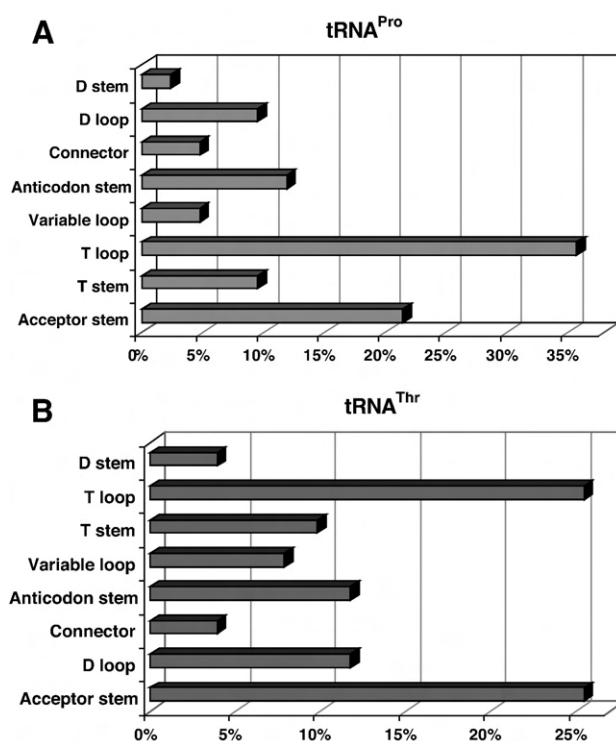 A
tRNA^Pro
D stem
D loop
Connector
Anticodon stem
Variable loop
T loop
T stem
Acceptor stem
0% 5% 10% 15% 20% 25% 30% 35%
B
tRNA^Thr
D stem
T loop
T stem
Variable loop
Anticodon stem
Connector
D loop
Acceptor stem
0% 5% 10% 15% 20% 25%